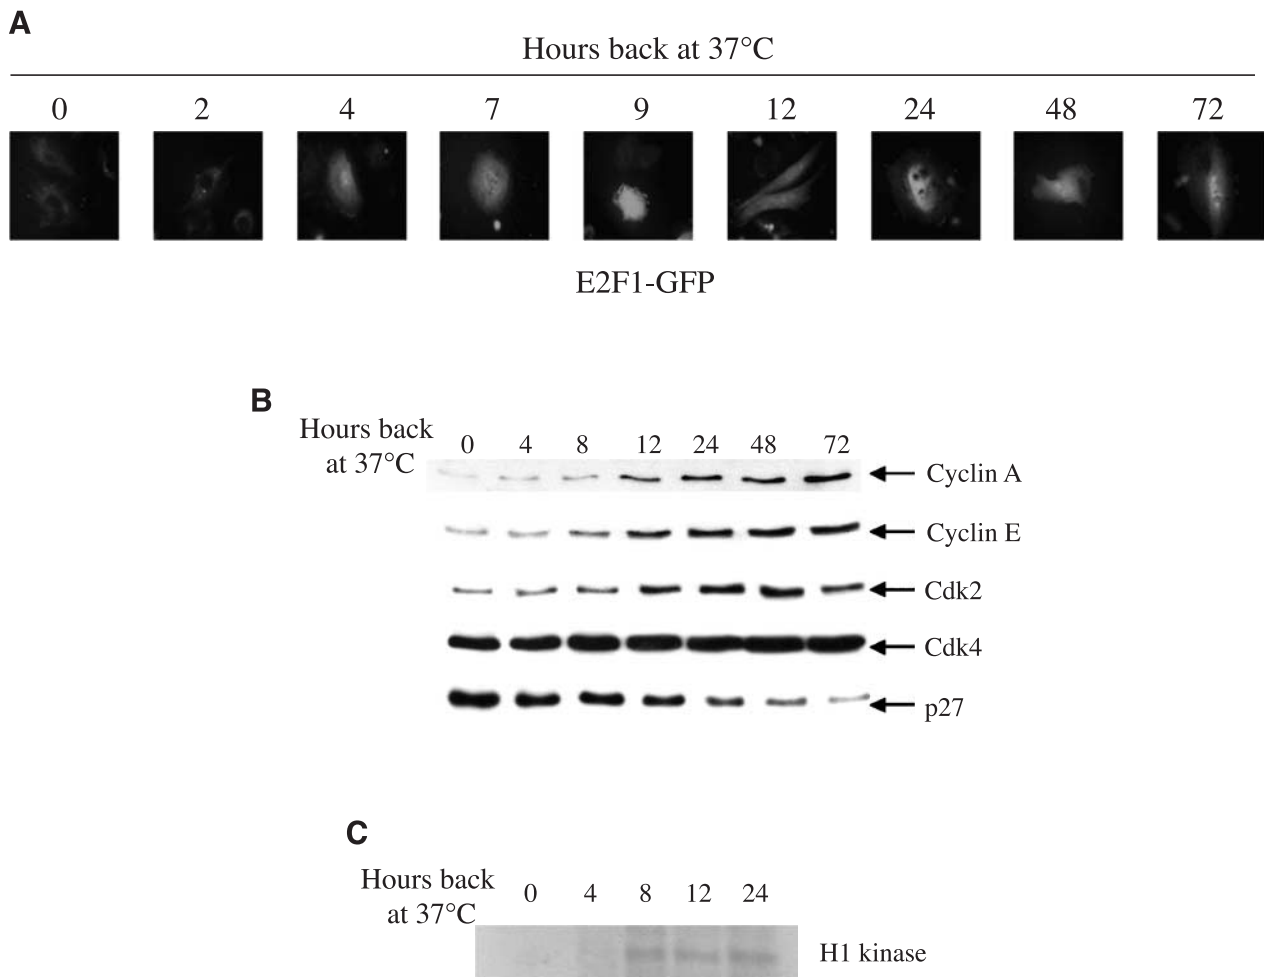 A
Hours back at 37°C
0 2 4 7 9 12 24 48 72
E2F1-GFP
B
Hours back
at 37°C
0 4 8 12 24 48 72
Cyclin A
Cyclin E
Cdk2
Cdk4
p27
C
Hours back
at 37°C
0 4 8 12 24
H1 kinase